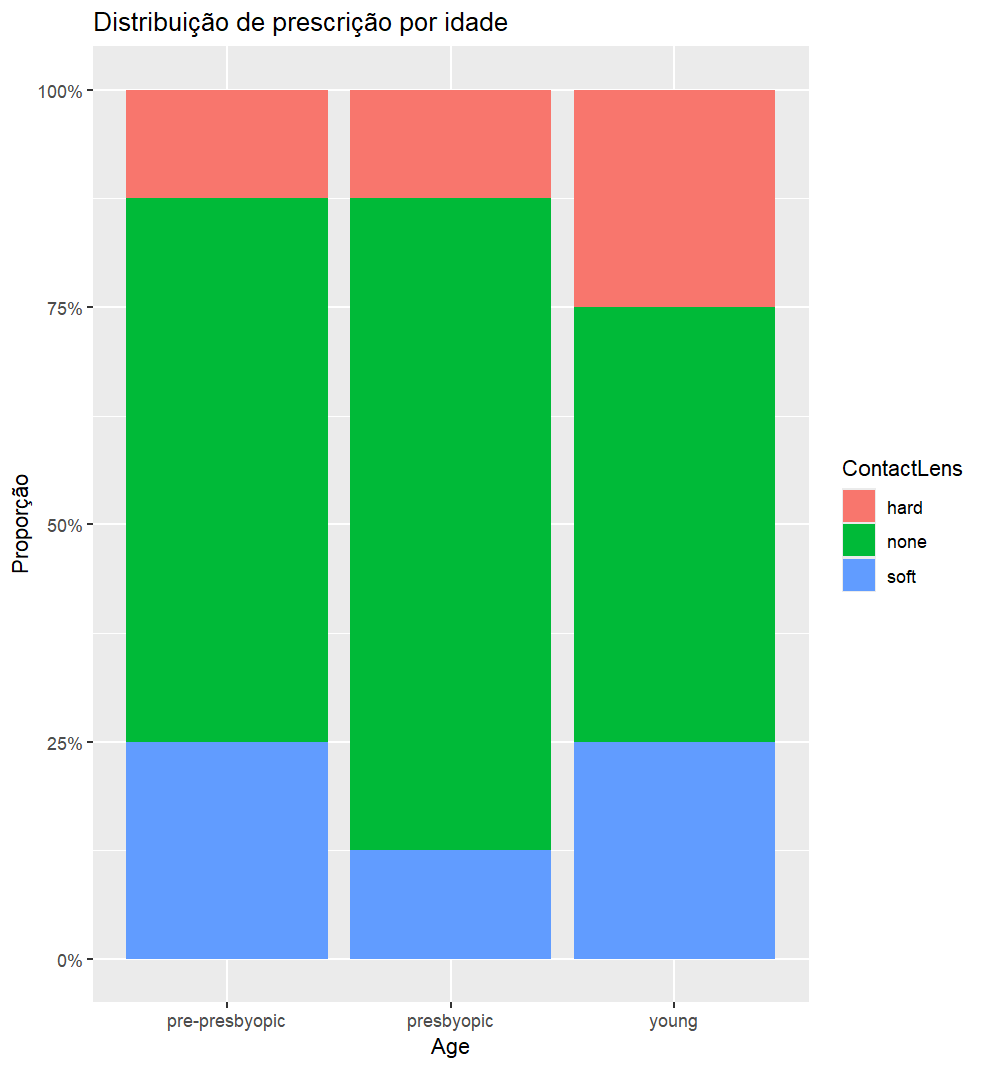 Distribuição de prescrição por idade
100%
75%
50%
25%
0%
Proporção
pre-presbyopic
presbyopic
young
Age
ContactLens
hard
none
soft